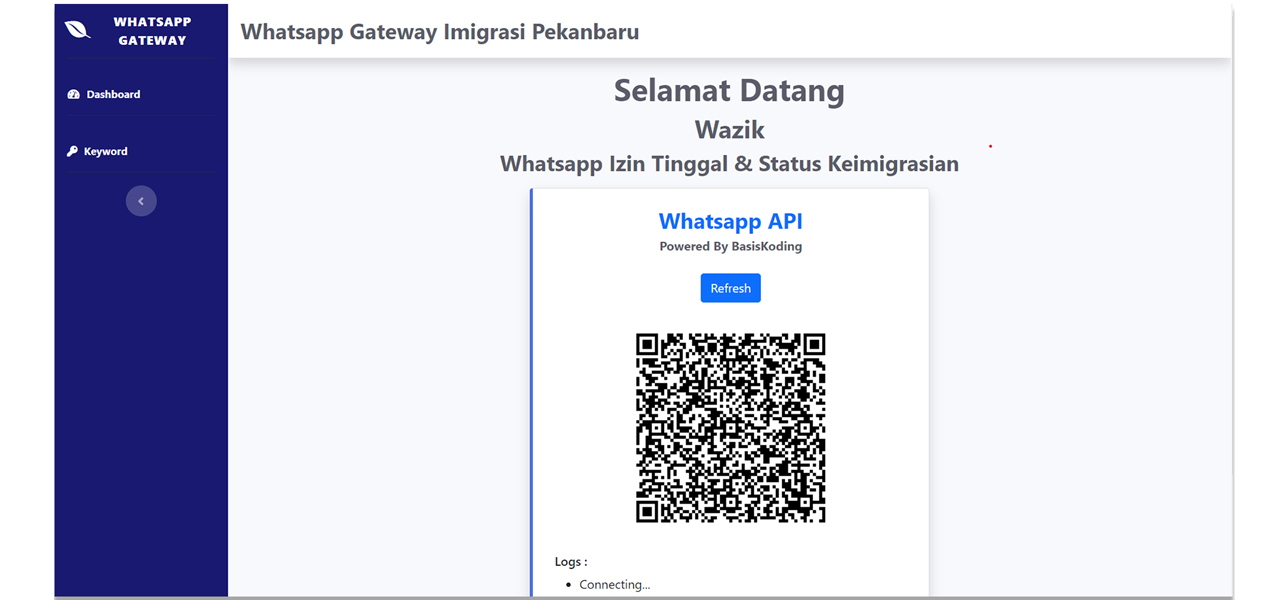 WHATSAPP
GATEWAY
Whatsapp Gateway Imigrasi Pekanbaru
Dashboard
Keyword
Selamat Datang
Wazik
Whatsapp Izin Tinggal & Status Keimigrasian
Whatsapp API
Powered By BasisKoding
Refresh
Logs :
Connecting...